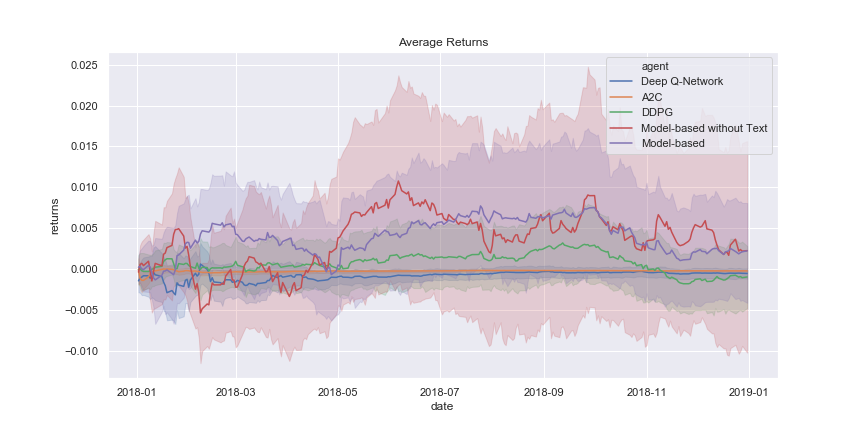 Average Returns
0.025
0.020
0.015
0.010
0.005
0.000
−0.005
−0.010
returns
agent
Deep Q-Network
A2C
DDPG
Model-based without Text
Model-based
2018-01 2018-03 2018-05 2018-07 2018-09 2018-11 2019-01
date